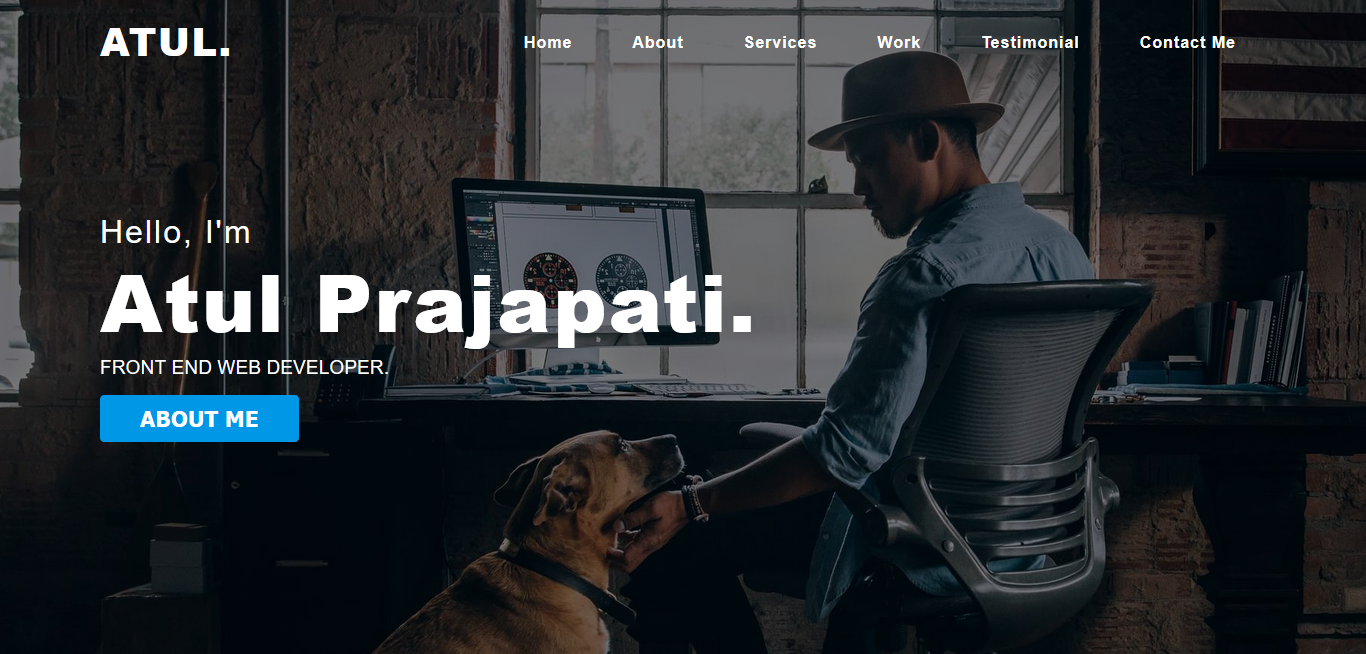 ATUL.
Home About Services Work Testimonial Contact Me
Hello, I'm
Atul Prajapati.
FRONT END WEB DEVELOPER.
ABOUT ME